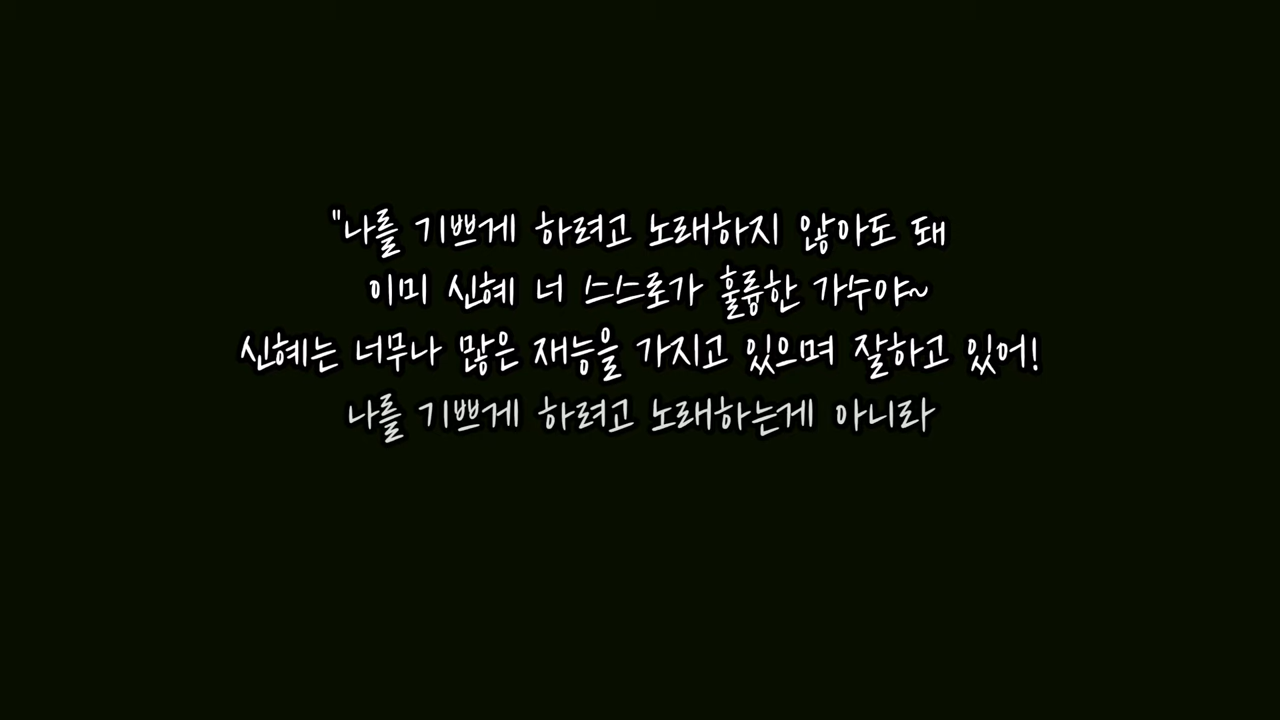 "나를 기쁘게 하려고 노래하지 않아도 돼
이미 신혜 너 스스로가 훌륭한 가수야~
신혜는 너무나 많은 재능을 가지고 있으며 잘하고 있어!
나를 기쁘게 하려고 노래하는게 아니라